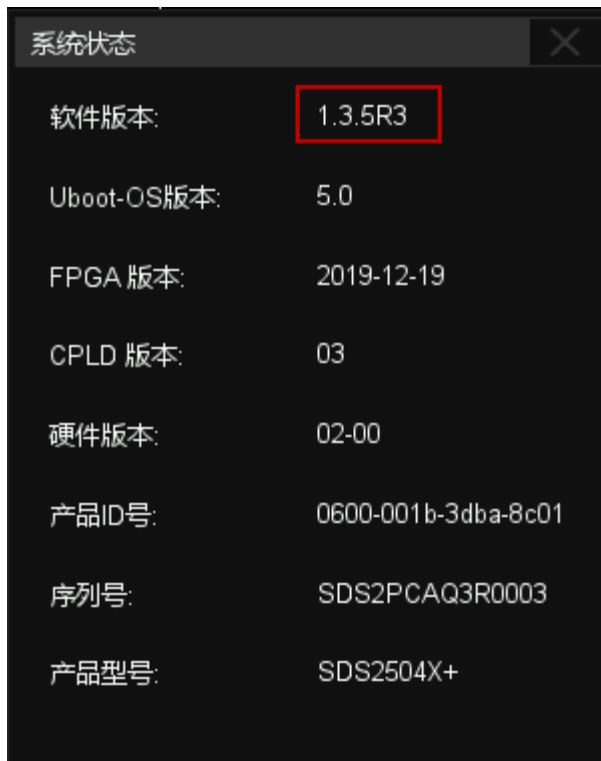 系统状态
软件版本: 1.3.5R3
Uboot-OS版本: 5.0
FPGA 版本: 2019-12-19
CPLD 版本: 03
硬件版本: 02-00
产品ID号: 0600-001b-3dba-8c01
序列号: SDS2PCAQ3R0003
产品型号: SDS2504X+